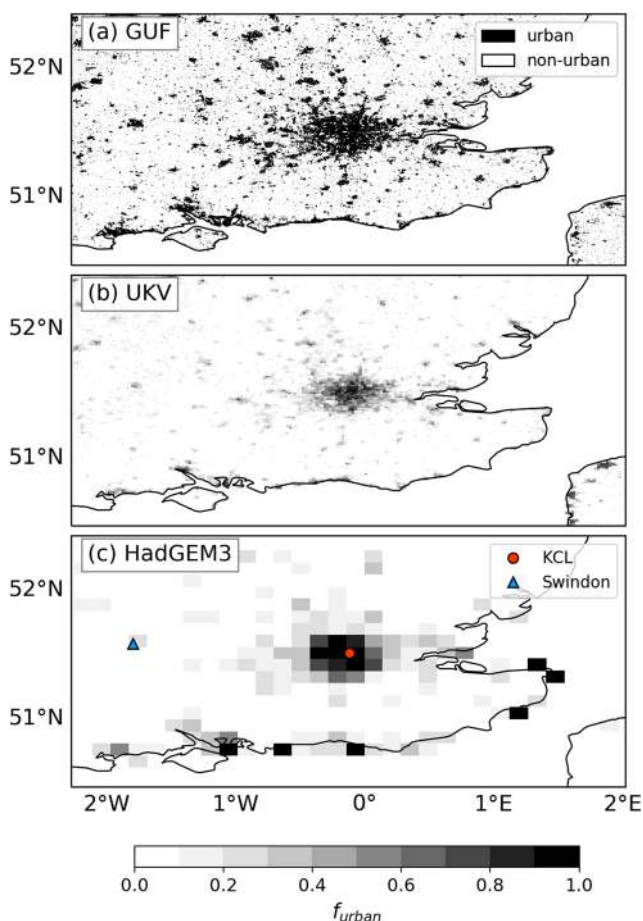 (a) GUF
urban
non-urban
52°N
51°N
(b) UKV
52°N
51°N
(c) HadGEM3
KCL
Swindon
52°N
51°N
2°W 1°W 0° 1°E 2°E
0.0 0.2 0.4 0.6 0.8 1.0
f_urban